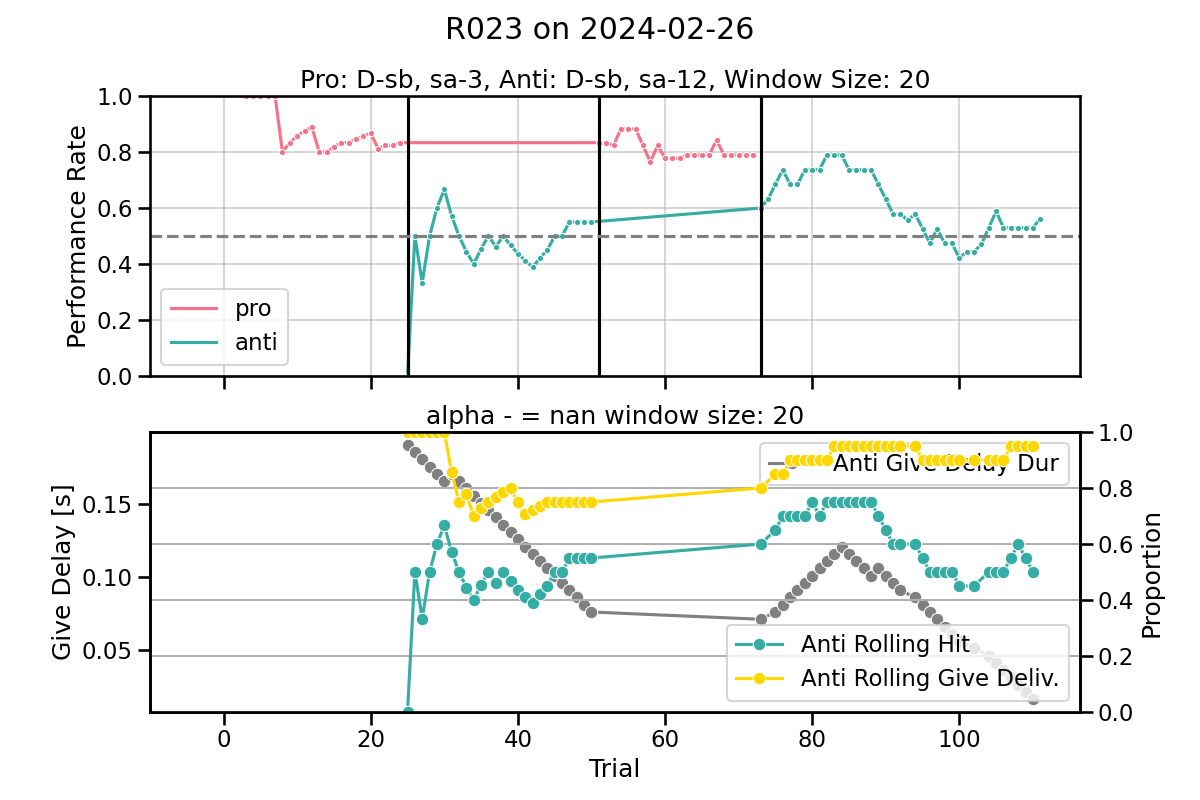 R023 on 2024-02-26
Pro: D-sb, sa-3, Anti: D-sb, sa-12, Window Size: 20
1.0
0.8
0.6
0.4
0.2
0.0
Performance Rate
pro
anti
alpha - = nan window size: 20
0.15
0.10
0.05
Give Delay [s]
Anti Give Delay Dur
Anti Rolling Hit
Anti Rolling Give Deliv.
1.0
0.8
0.6
0.4
0.2
0.0
Proportion
0
20
40
60
80
100
Trial